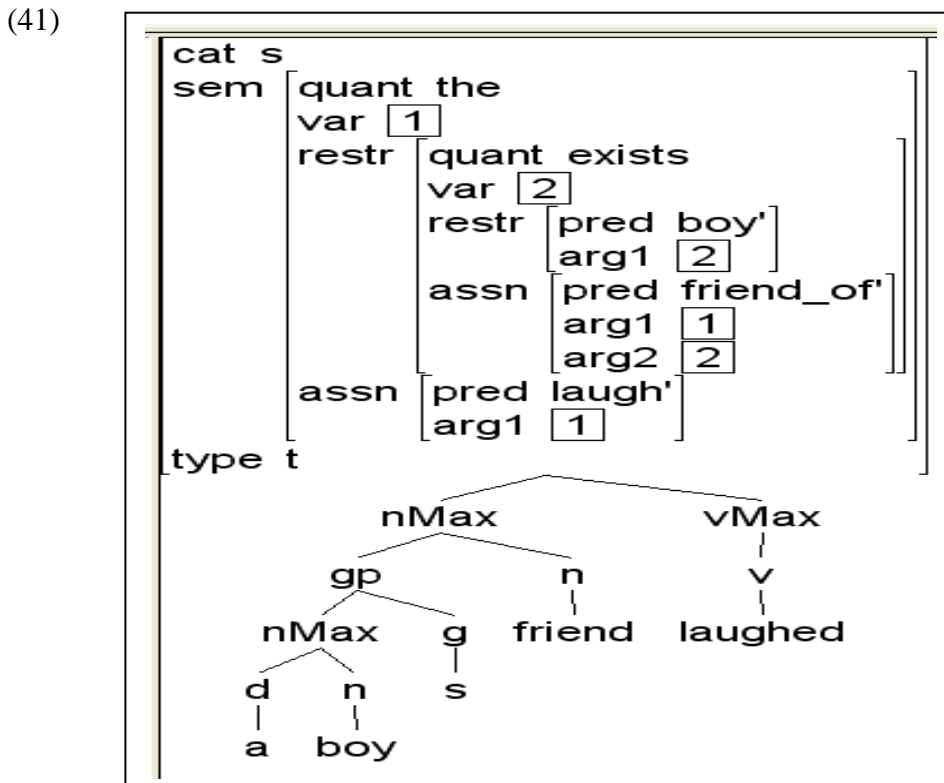 (41)
cat s
sem quant the
var 1
restr quant exists
var 2
restr pred boy'
arg1 2
assn pred friend_of'
arg1 1
arg2 2
assn pred laugh'
arg1 1
type t
nMax vMax
gp n v
nMax g friend laughed
d n s
a boy